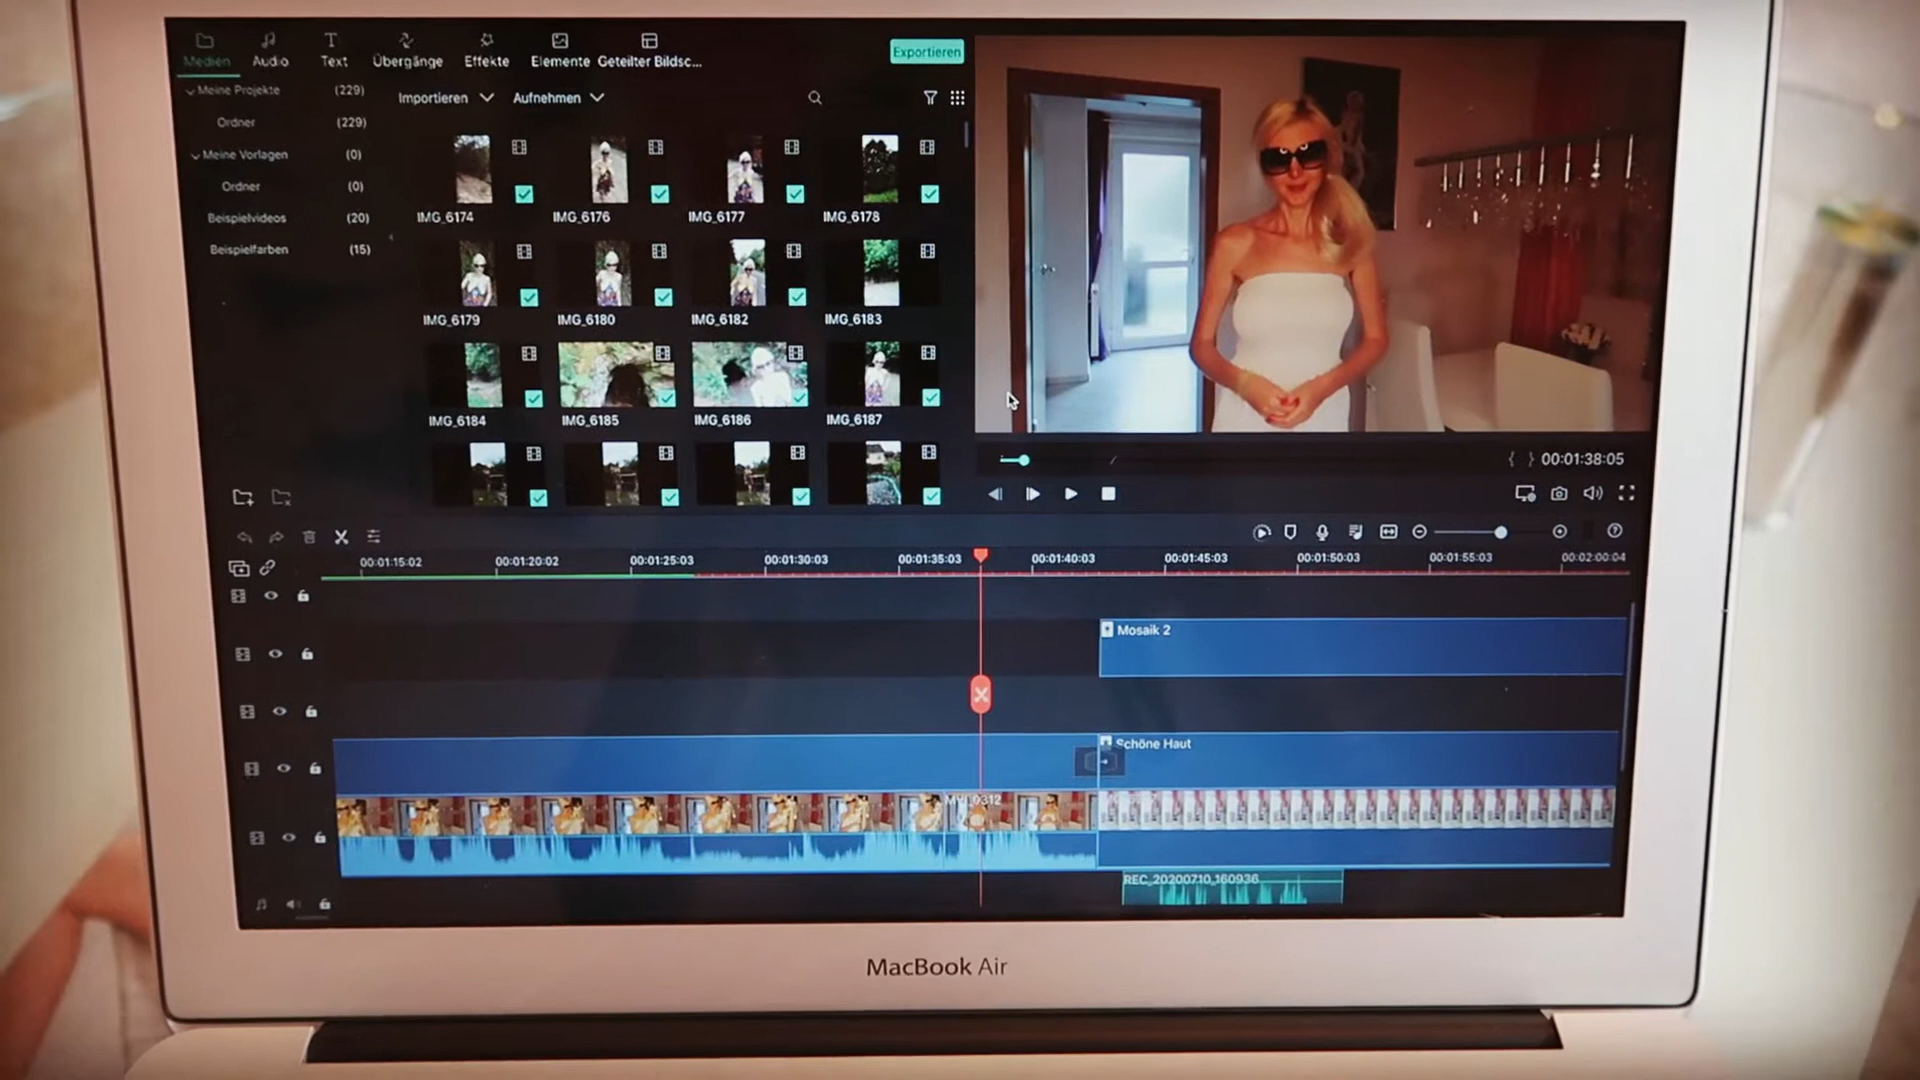 Medien Audio Text Übergänge Effekte Elemente Geteilter Bildsc...
Exportieren
Meine Projekte (229)
Ordner (229)
Meine Vorlagen (0)
Ordner (0)
Beispielvideos (20)
Beispielfarben (15)
Importieren Aufnehmen
IMG_6174 IMG_6176 IMG_6177 IMG_6178
IMG_6179 IMG_6180 IMG_6182 IMG_6183
IMG_6184 IMG_6185 IMG_6186 IMG_6187
{ } 00:01:38:05
00:01:15:02 00:01:20:02 00:01:25:03 00:01:30:03 00:01:35:03 00:01:40:03 00:01:45:03 00:01:50:03 00:01:55:03 00:02:00:04
Mosaik 2
Schöne Haut
REC_20200710_160936
MacBook Air